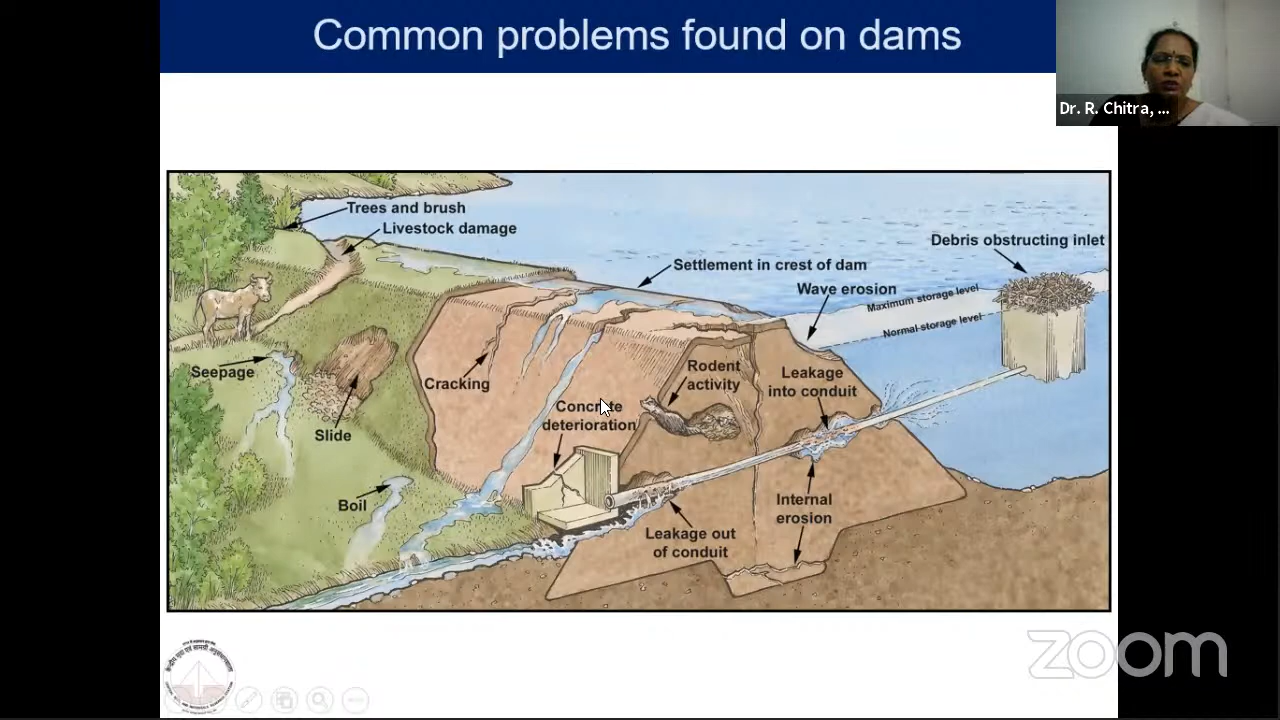 Common problems found on dams
Dr. R. Chitra, ...
Trees and brush
Livestock damage
Debris obstructing inlet
Settlement in crest of dam
Wave erosion
Maximum storage level
Normal storage level
Seepage
Cracking
Rodent
activity
Leakage
into conduit
Concrete
deterioration
Slide
Boil
Internal
erosion
Leakage out
of conduit
zoom